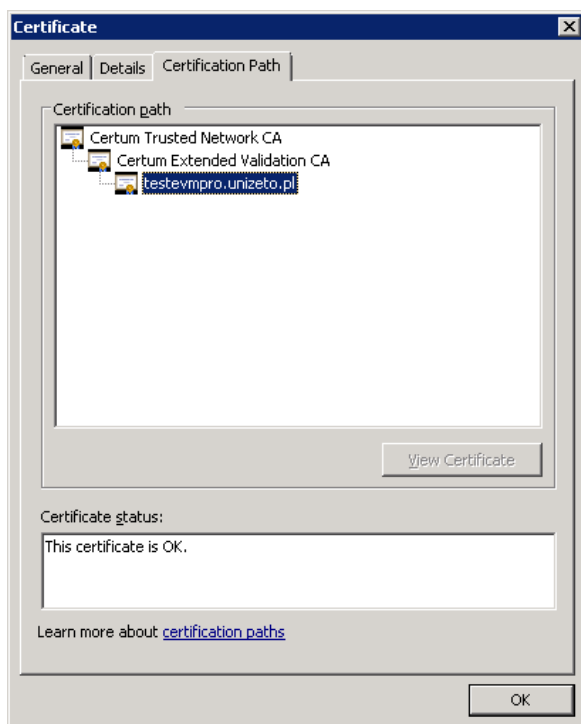 Certificate
General Details Certification Path
Certification path
Certum Trusted Network CA
Certum Extended Validation CA
testevmpro.unizeto.pl
View Certificate
Certificate status:
This certificate is OK.
Learn more about certification paths
OK